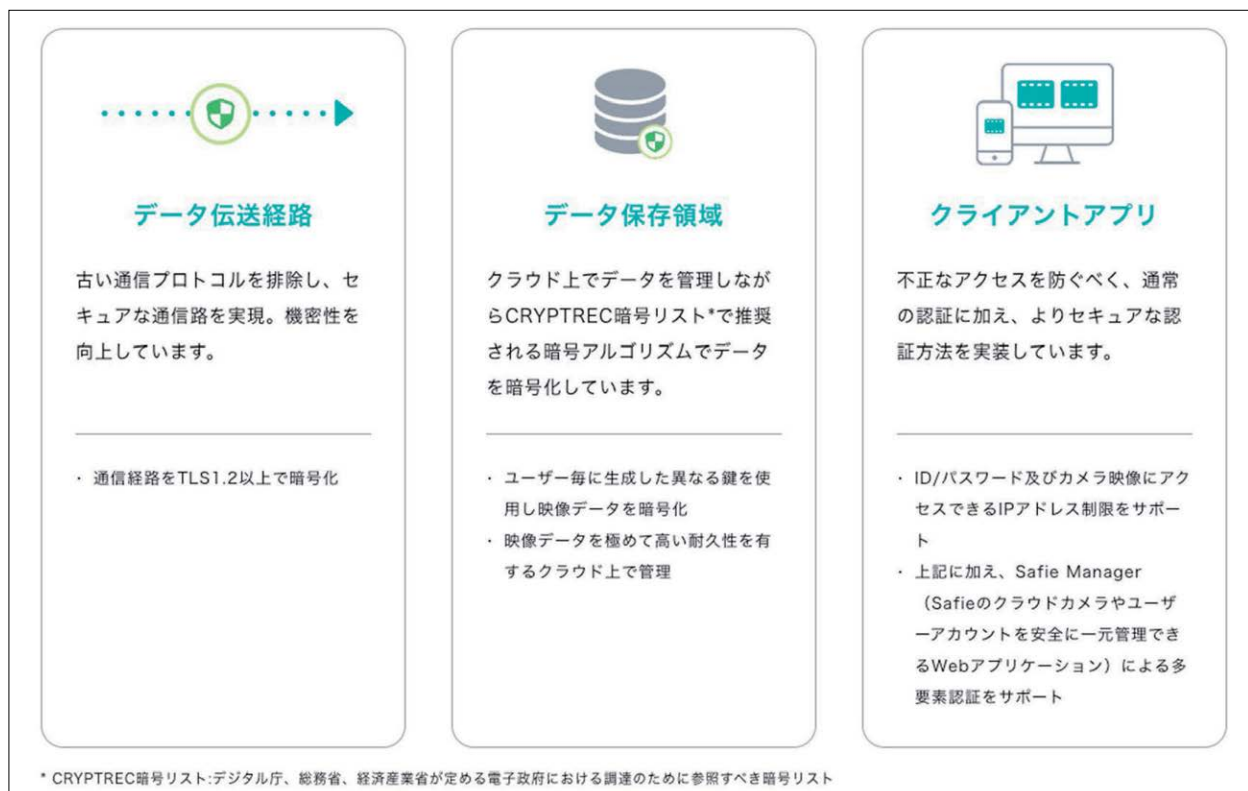 データ伝送経路
古い通信プロトコルを排除し、セ
キュアな通信路を実現。機密性を
向上しています。
・ 通信経路をTLS1.2以上で暗号化
データ保存領域
クラウド上でデータを管理しなが
らCRYPTREC暗号リスト*で推奨
される暗号アルゴリズムでデータ
を暗号化しています。
・ ユーザー毎に生成した異なる鍵を使
用し映像データを暗号化
・ 映像データを極めて高い耐久性を有
するクラウド上で管理
クライアントアプリ
不正なアクセスを防ぐべく、通常
の認証に加え、よりセキュアな認
証方法を実装しています。
・ ID/パスワード及びカメラ映像にアク
セスできるIPアドレス制限をサポー
ト
・ 上記に加え、Safie Manager
（Safieのクラウドカメラやユーザ
ーアカウントを安全に一元管理でき
るWebアプリケーション）による多
要素認証をサポート
* CRYPTREC暗号リスト:デジタル庁、総務省、経済産業省が定める電子政府における調達のために参照すべき暗号リスト